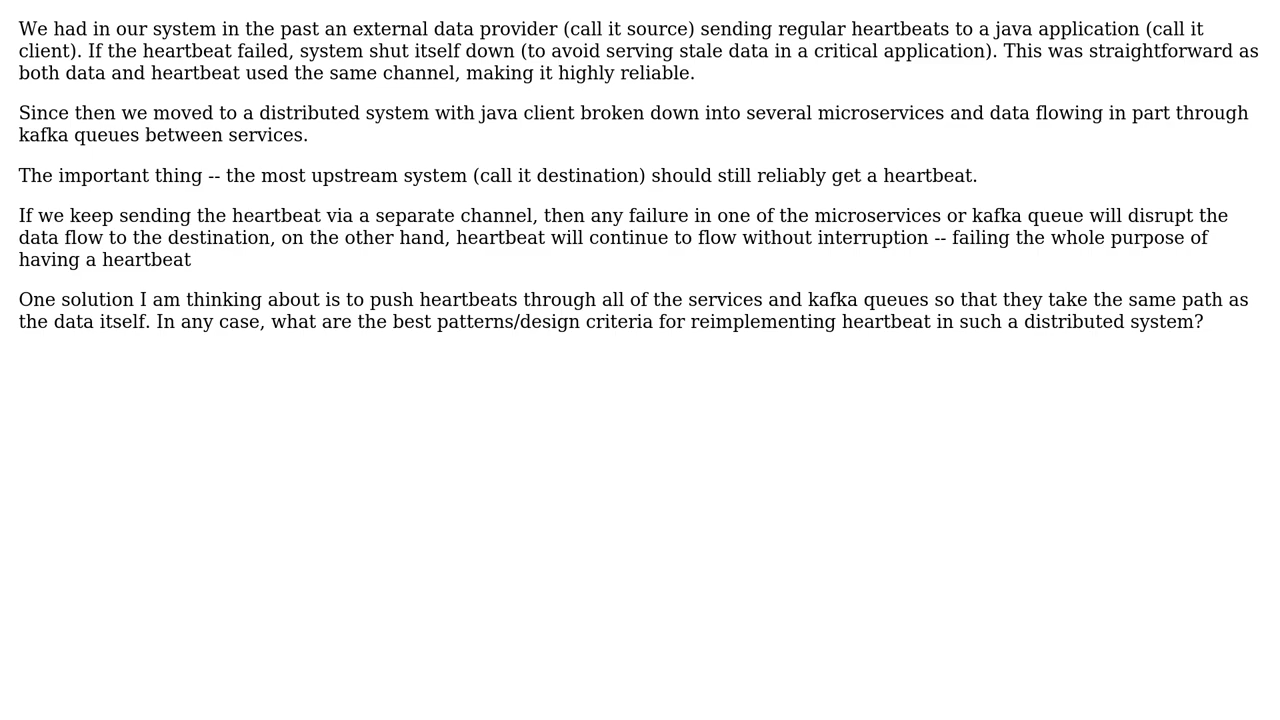 We had in our system in the past an external data provider (call it source) sending regular heartbeats to a java application (call it
client). If the heartbeat failed, system shut itself down (to avoid serving stale data in a critical application). This was straightforward as
both data and heartbeat used the same channel, making it highly reliable.
Since then we moved to a distributed system with java client broken down into several microservices and data flowing in part through
kafka queues between services.
The important thing -- the most upstream system (call it destination) should still reliably get a heartbeat.
If we keep sending the heartbeat via a separate channel, then any failure in one of the microservices or kafka queue will disrupt the
data flow to the destination, on the other hand, heartbeat will continue to flow without interruption -- failing the whole purpose of
having a heartbeat
One solution I am thinking about is to push heartbeats through all of the services and kafka queues so that they take the same path as
the data itself. In any case, what are the best patterns/design criteria for reimplementing heartbeat in such a distributed system?